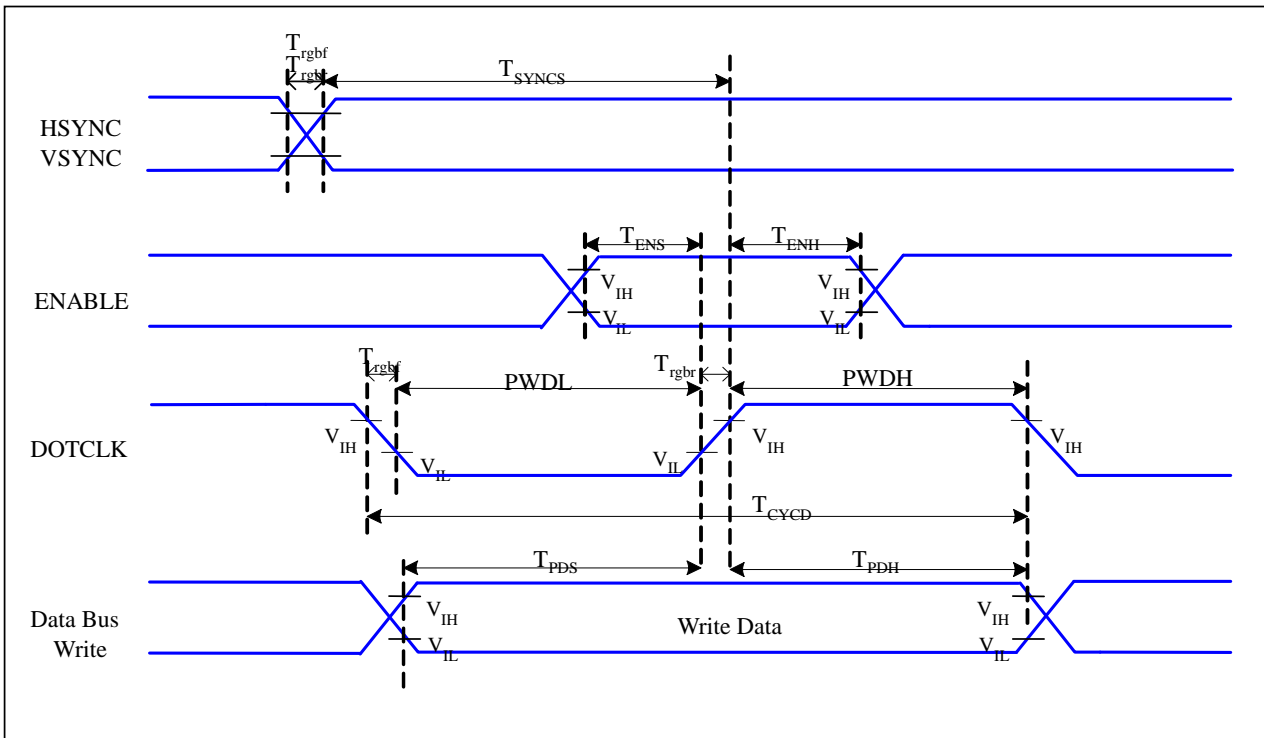 Trgbf
Trgbr
TSYNCS
HSYNC
VSYNC
TENS
TENH
VIH
VIH
ENABLE
VIL
VIL
Trgbf
Trgbr
PWDL
PWDH
VIH
VIH
VIH
DOTCLK
VIL
VIL
TCYCD
TPDS
TPDH
VIH
VIH
Data Bus
Write
Write Data
VIL
VIL